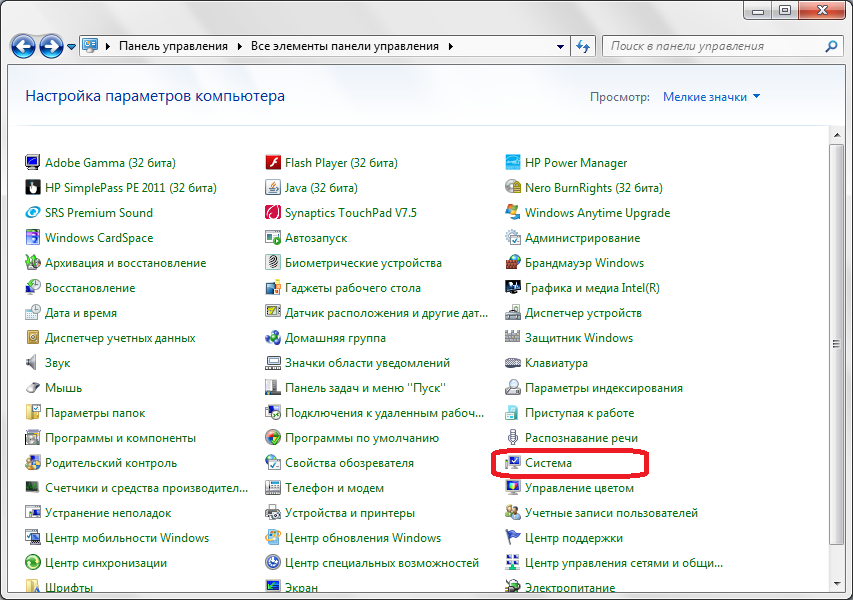 Панель управления ▸ Все элементы панели управления ▸
Поиск в панели управления
Настройка параметров компьютера
Просмотр: Мелкие значки
Adobe Gamma (32 бита)
Flash Player (32 бита)
HP Power Manager
HP SimplePass PE 2011 (32 бита)
Java (32 бита)
Nero BurnRights (32 бита)
SRS Premium Sound
Synaptics TouchPad V7.5
Windows Anytime Upgrade
Windows CardSpace
Автозапуск
Администрирование
Архивация и восстановление
Биометрические устройства
Брандмауэр Windows
Восстановление
Гаджеты рабочего стола
Графика и медиа Intel(R)
Дата и время
Датчик расположения и другие дат...
Диспетчер устройств
Диспетчер учетных данных
Домашняя группа
Защитник Windows
Звук
Значки области уведомлений
Клавиатура
Мышь
Панель задач и меню ''Пуск''
Параметры индексирования
Параметры папок
Подключения к удаленным рабоч...
Приступая к работе
Программы и компоненты
Программы по умолчанию
Распознавание речи
Родительский контроль
Свойства обозревателя
Система
Счетчики и средства производител...
Телефон и модем
Управление цветом
Устранение неполадок
Устройства и принтеры
Учетные записи пользователей
Центр мобильности Windows
Центр обновления Windows
Центр поддержки
Центр синхронизации
Центр специальных возможностей
Центр управления сетями и общи...
Шрифты
Экран
Электропитание